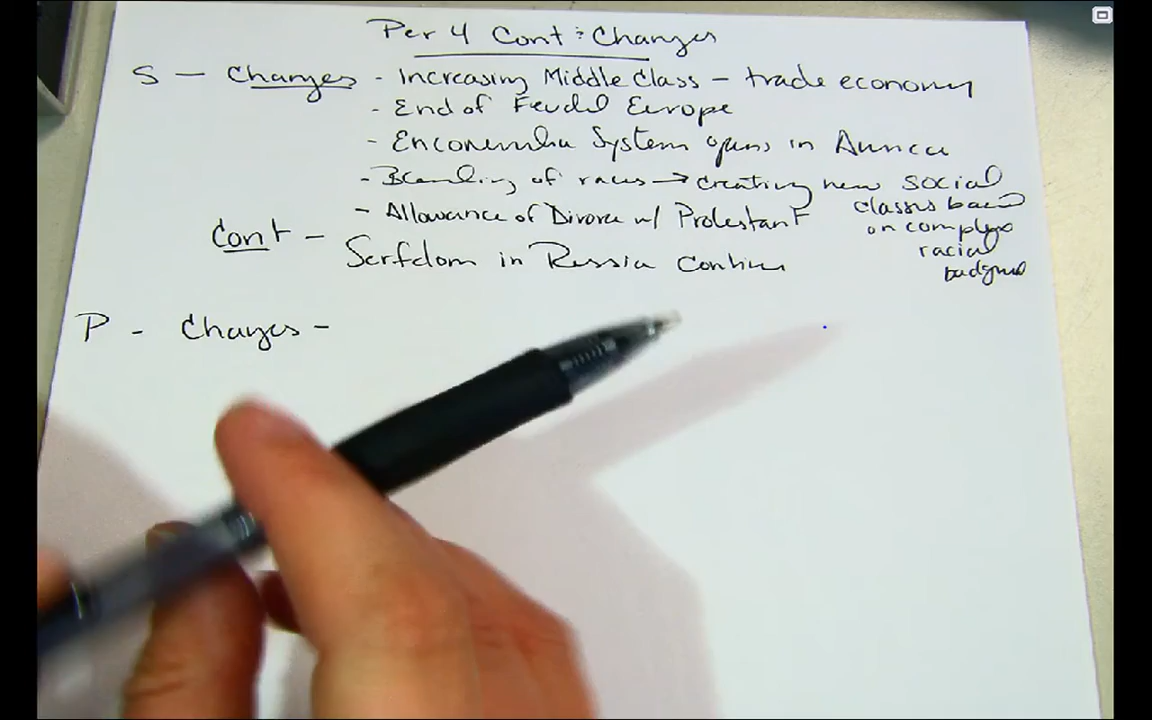 Per 4 Cont : Changes
S - Changes - Increasing Middle Class - trade economy
- End of Feudal Europe
- Encomienda System opens in America
- Blending of races → creating new social
classes based
on complex
racial
- Allowance of Divorce w/ Protestant
Cont - Serfdom in Russia continues
P - Changes -